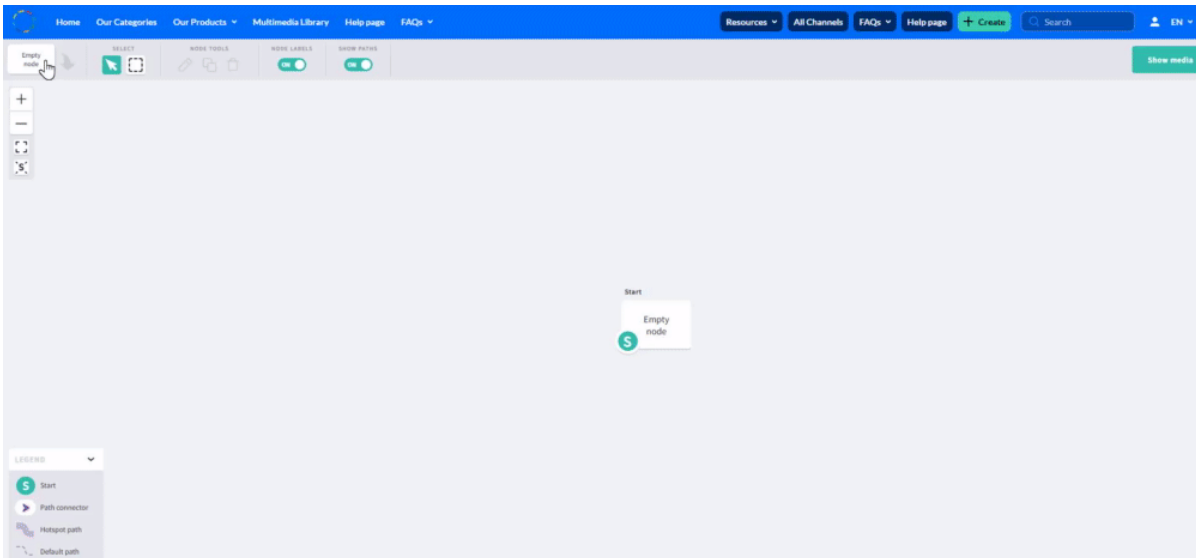 Home Our Categories Our Products Multimedia Library Help page FAQs Resources All Channels FAQs Help page + Create Search EN
Empty
node
SELECT NODE TOOLS NODE LABELS SHOW PATHS
ON ON
Show media
+
−
S
Start
Empty
node
S
LEGEND
S Start
Path connector
Hotspot path
Default path